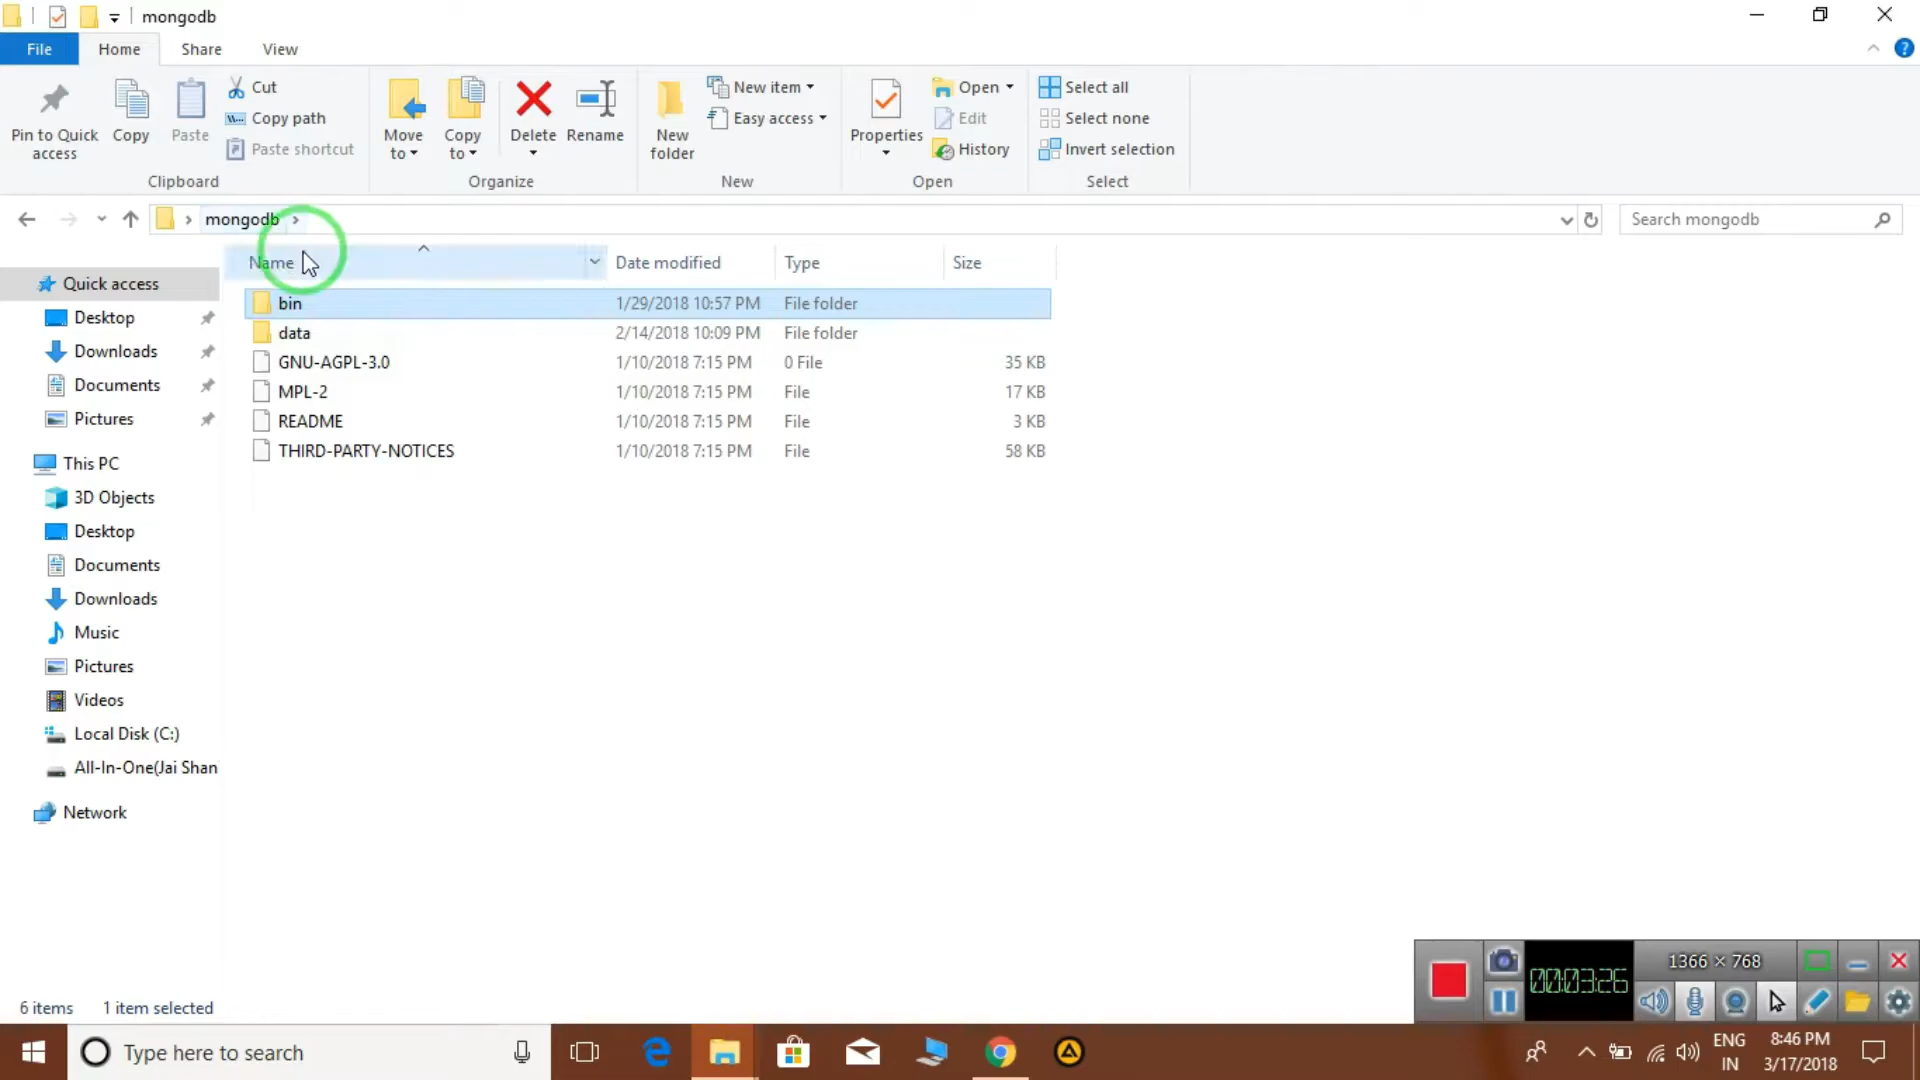 mongodb
File Home Share View
Pin to Quick access
Copy
Paste
Cut
Copy path
Paste shortcut
Move to
Copy to
Delete
Rename
New folder
New item
Easy access
Properties
Open
Edit
History
Select all
Select none
Invert selection
Clipboard Organize New Open Select
mongodb
Search mongodb
Name Date modified Type Size
bin 1/29/2018 10:57 PM File folder
data 2/14/2018 10:09 PM File folder
GNU-AGPL-3.0 1/10/2018 7:15 PM 0 File 35 KB
MPL-2 1/10/2018 7:15 PM File 17 KB
README 1/10/2018 7:15 PM File 3 KB
THIRD-PARTY-NOTICES 1/10/2018 7:15 PM File 58 KB
Quick access
Desktop
Downloads
Documents
Pictures
This PC
3D Objects
Desktop
Documents
Downloads
Music
Pictures
Videos
Local Disk (C:)
All-In-One(Jai Shan
Network
1366 × 768
00:03:26
6 items 1 item selected
Type here to search
ENG
IN
8:46 PM
3/17/2018